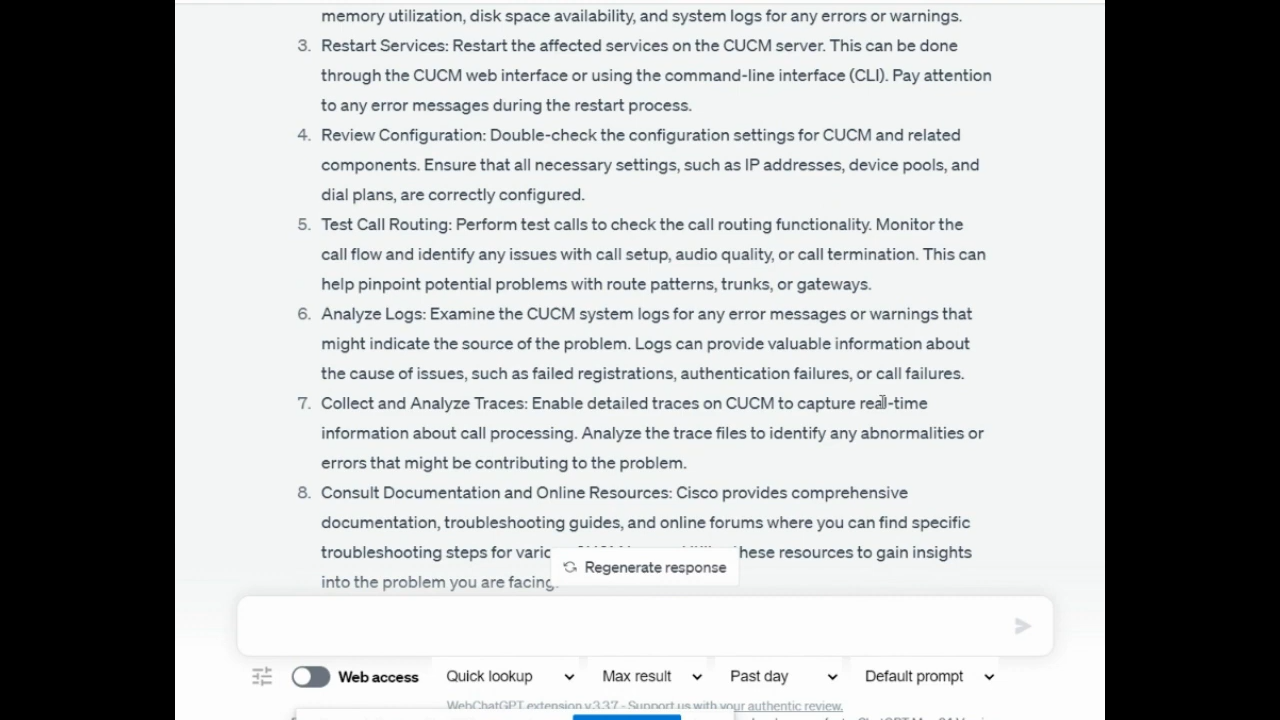 memory utilization, disk space availability, and system logs for any errors or warnings.
3. Restart Services: Restart the affected services on the CUCM server. This can be done
through the CUCM web interface or using the command-line interface (CLI). Pay attention
to any error messages during the restart process.
4. Review Configuration: Double-check the configuration settings for CUCM and related
components. Ensure that all necessary settings, such as IP addresses, device pools, and
dial plans, are correctly configured.
5. Test Call Routing: Perform test calls to check the call routing functionality. Monitor the
call flow and identify any issues with call setup, audio quality, or call termination. This can
help pinpoint potential problems with route patterns, trunks, or gateways.
6. Analyze Logs: Examine the CUCM system logs for any error messages or warnings that
might indicate the source of the problem. Logs can provide valuable information about
the cause of issues, such as failed registrations, authentication failures, or call failures.
7. Collect and Analyze Traces: Enable detailed traces on CUCM to capture real-time
information about call processing. Analyze the trace files to identify any abnormalities or
errors that might be contributing to the problem.
8. Consult Documentation and Online Resources: Cisco provides comprehensive
documentation, troubleshooting guides, and online forums where you can find specific
troubleshooting steps for these resources to gain insights
Regenerate response
into the problem you are facing.
Web access Quick lookup Max result Past day Default prompt
WebChatGPT extension v.3.37 - Support us with your authentic review.